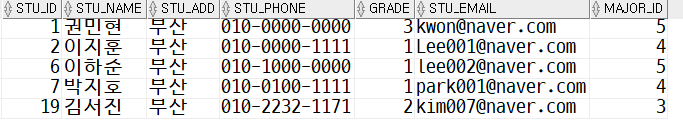 STU_ID STU_NAME STU_ADD STU_PHONE GRADE STU_EMAIL MAJOR_ID
1 권민현 부산 010-0000-0000 3 kwon@naver.com 5
2 이지훈 부산 010-0000-1111 1 Lee001@naver.com 4
6 이하준 부산 010-1000-0000 1 lee002@naver.com 5
7 박지호 부산 010-0100-1111 1 park001@naver.com 4
19 김서진 부산 010-2232-1171 2 kim007@naver.com 3